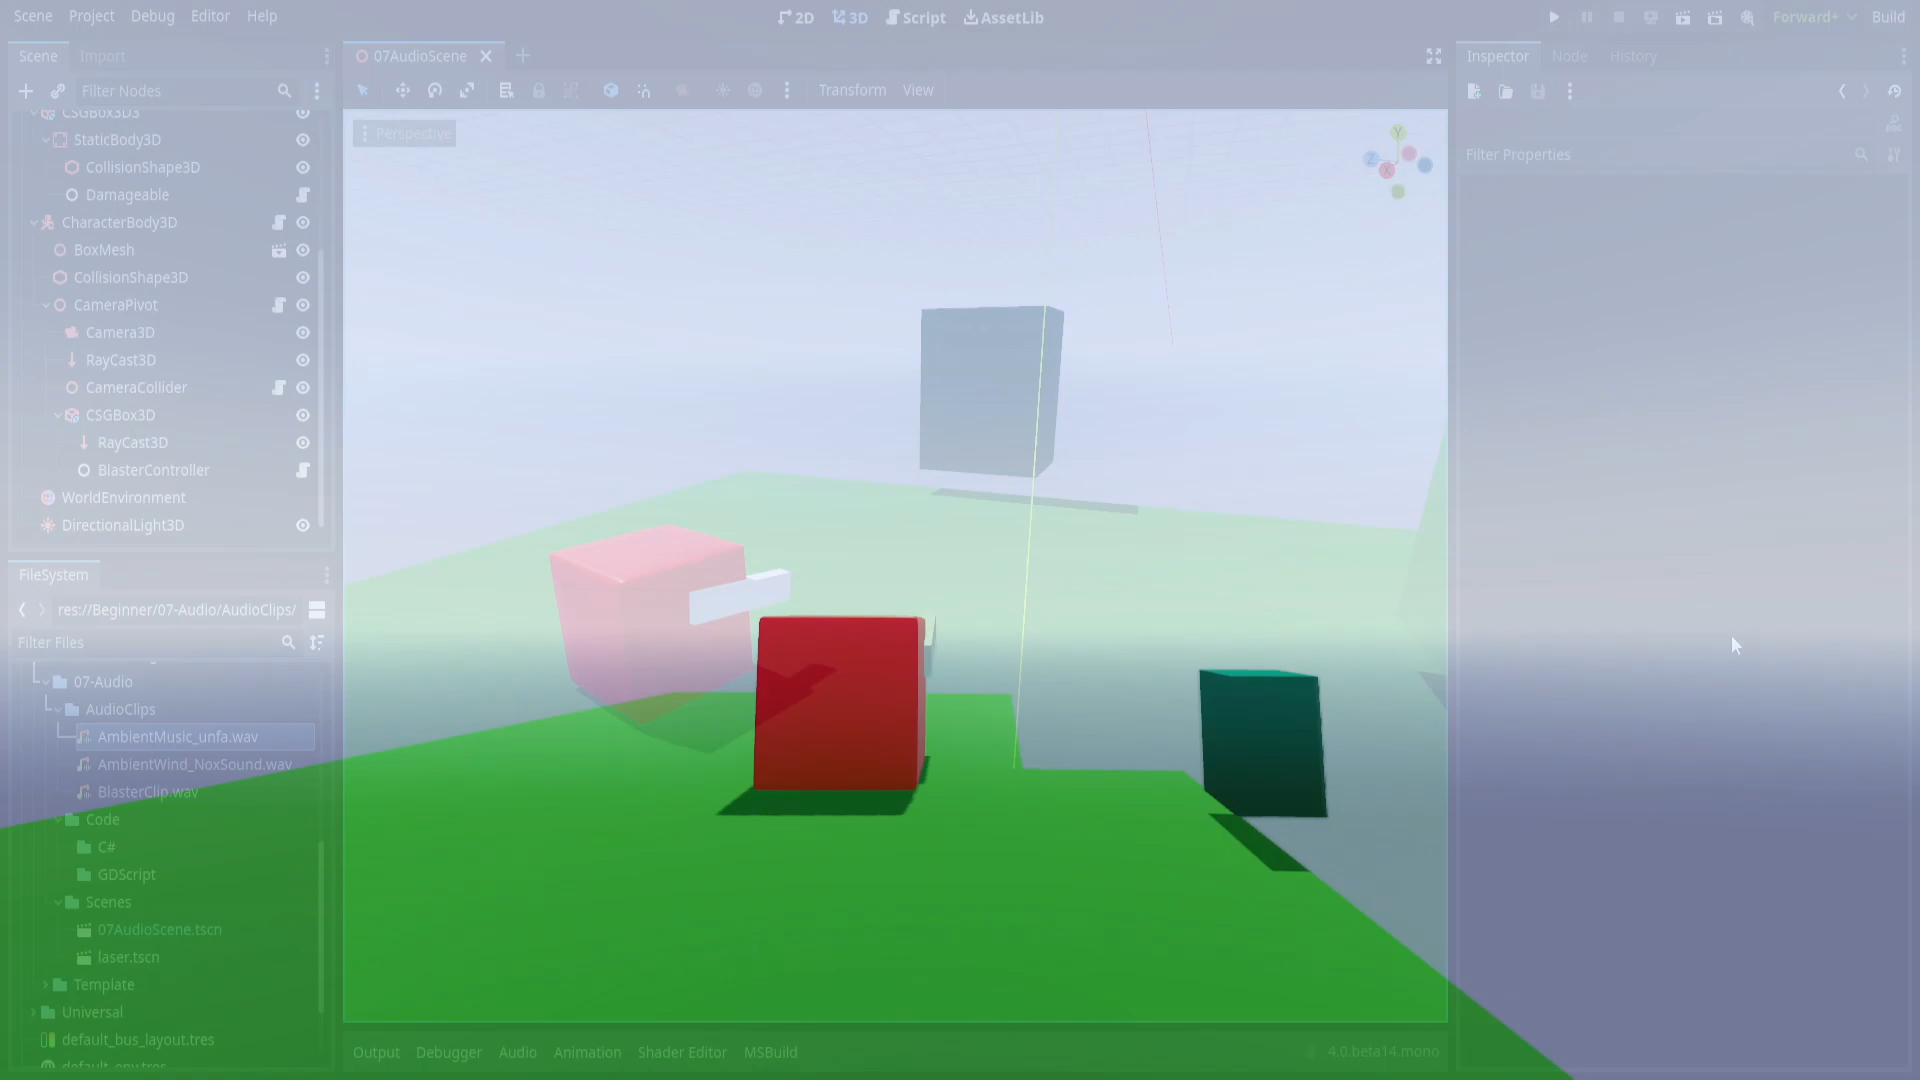 Scene Project Debug Editor Help
2D 3D Script AssetLib
Forward+ Build
Scene Import
07AudioScene
Inspector Node History
Filter Nodes
Transform View
CSGBox3D3
StaticBody3D
CollisionShape3D
Damageable
CharacterBody3D
BoxMesh
CollisionShape3D
CameraPivot
Camera3D
RayCast3D
CameraCollider
CSGBox3D
RayCast3D
BlasterController
WorldEnvironment
DirectionalLight3D
Perspective
Y
Z
X
Filter Properties
FileSystem
res://Beginner/07-Audio/AudioClips/
Filter Files
07-Audio
AudioClips
AmbientMusic_unfa.wav
AmbientWind_NoxSound.wav
BlasterClip.wav
Code
C#
GDScript
Scenes
07AudioScene.tscn
laser.tscn
Template
Universal
default_bus_layout.tres
default_env.tres
Output Debugger Audio Animation Shader Editor MSBuild
4.0.beta14.mono